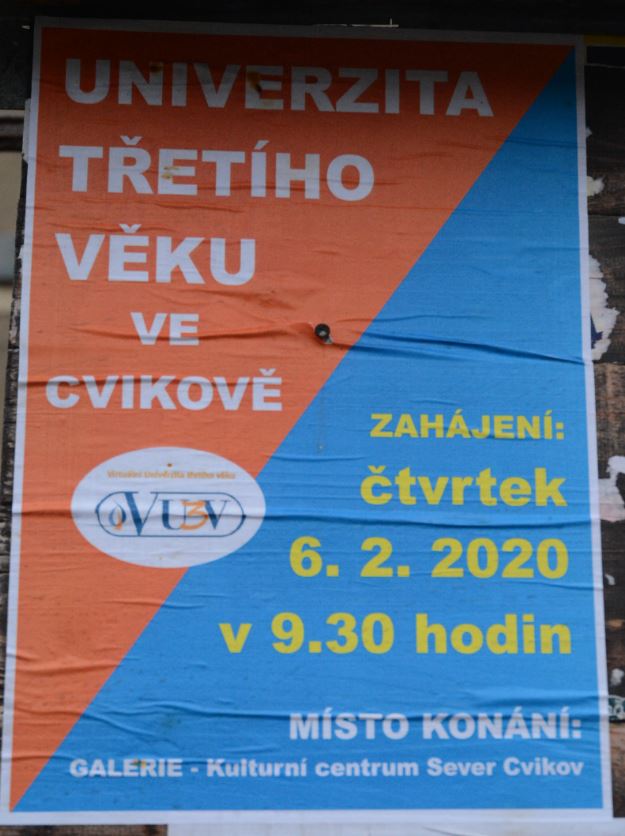 UNIVERZITA
TŘETÍHO
VĚKU
VE
CVIKOVĚ
Virtuální Univerzita třetího věku
VU3V
ZAHÁJENÍ:
čtvrtek
6. 2. 2020
v 9.30 hodin
MÍSTO KONÁNÍ:
GALERIE - Kulturní centrum Sever Cvikov